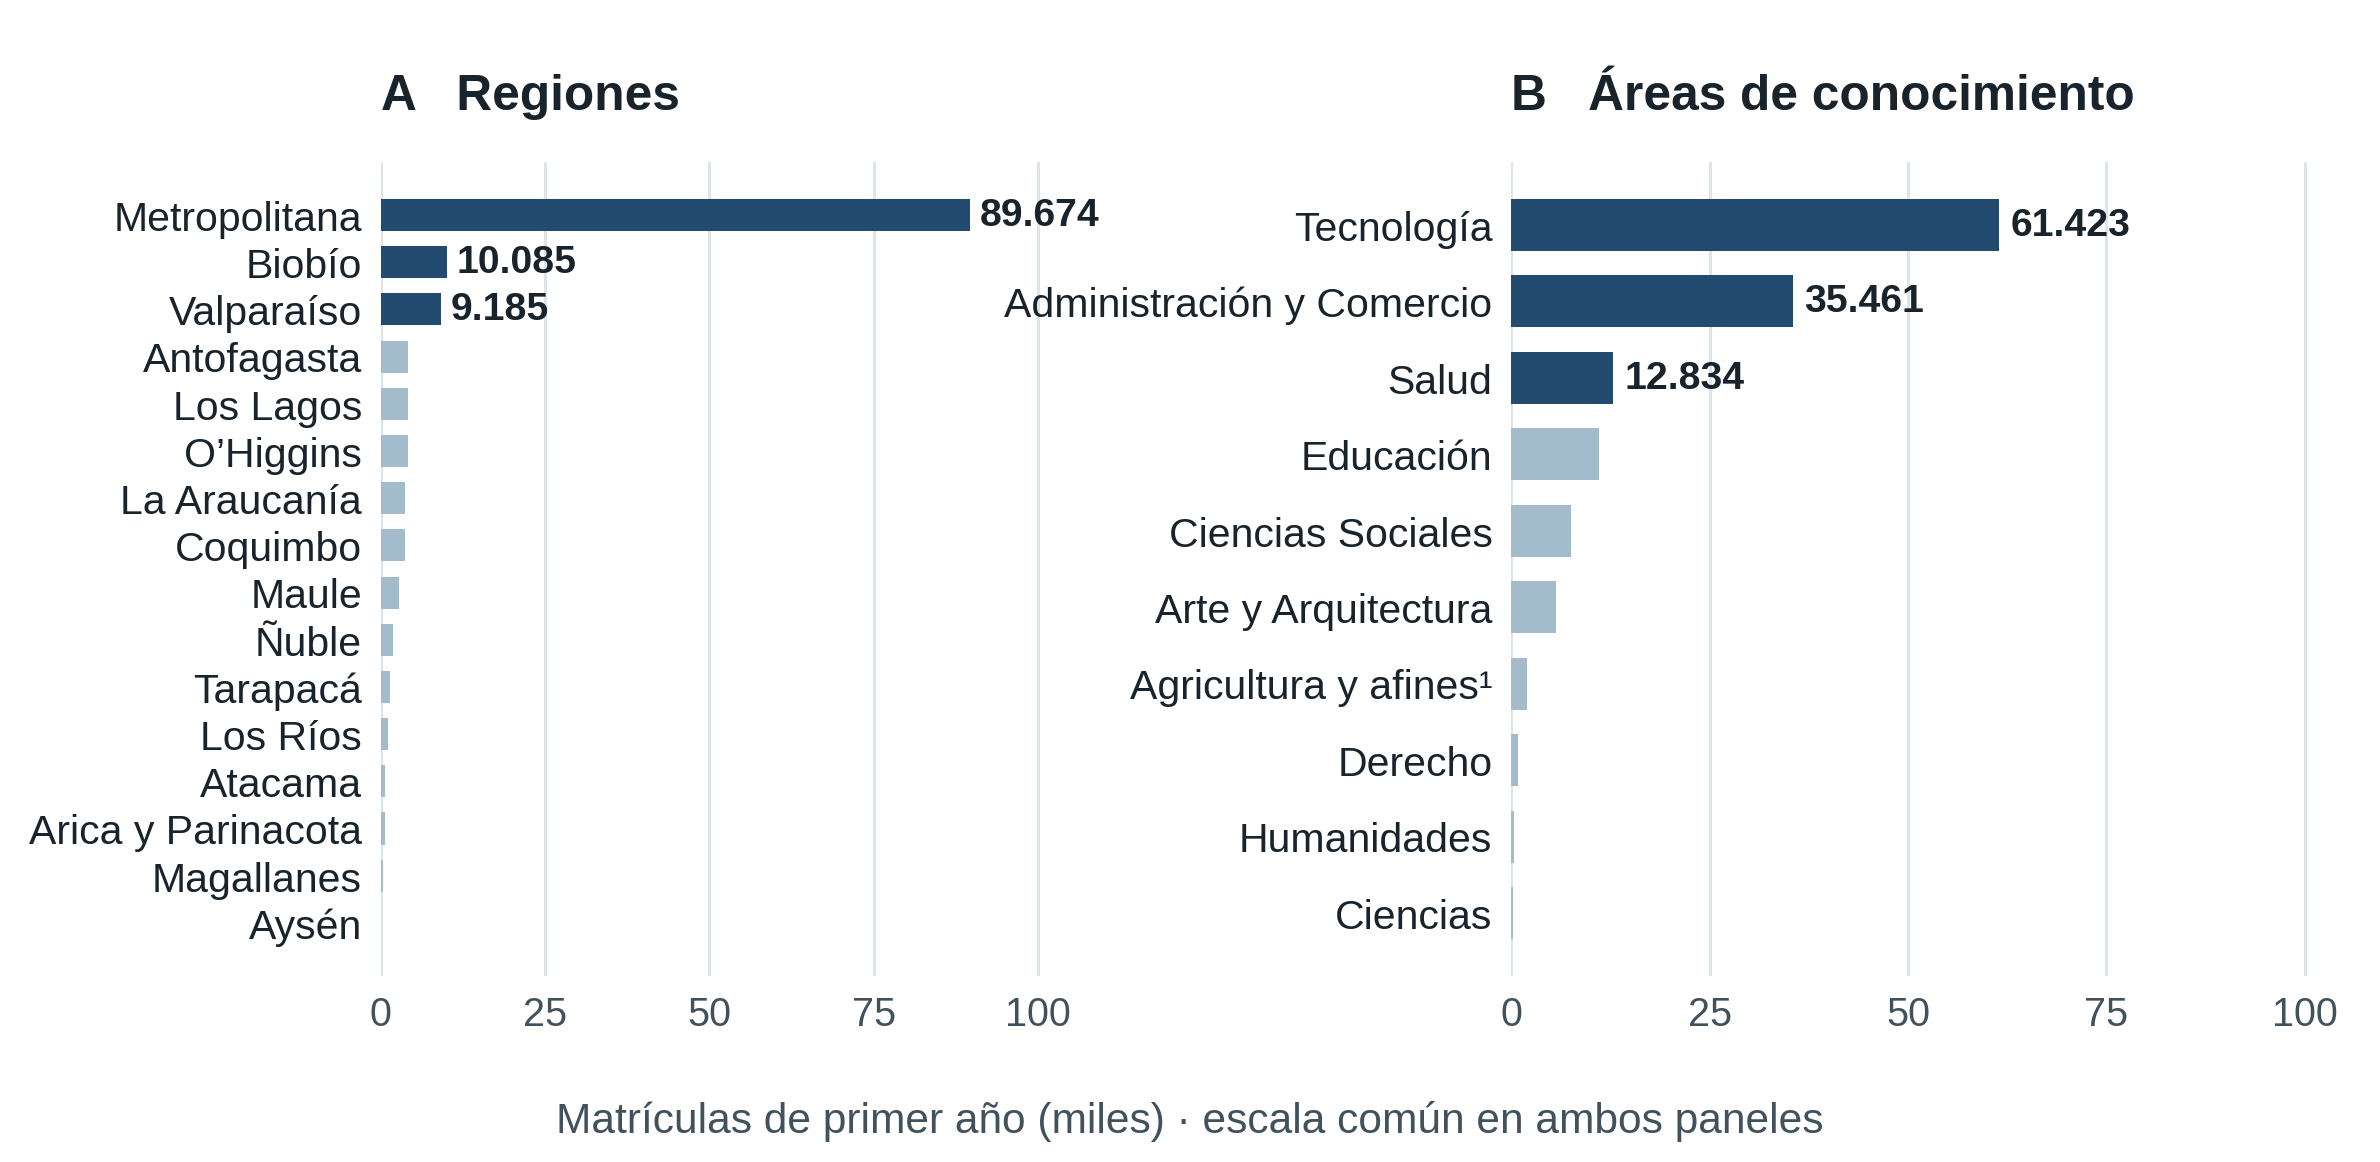 A Regiones
Metropolitana 89.674
Biobío 10.085
Valparaíso 9.185
Antofagasta
Los Lagos
O’Higgins
La Araucanía
Coquimbo
Maule
Ñuble
Tarapacá
Los Ríos
Atacama
Arica y Parinacota
Magallanes
Aysén
0 25 50 75 100
B Áreas de conocimiento
Tecnología 61.423
Administración y Comercio 35.461
Salud 12.834
Educación
Ciencias Sociales
Arte y Arquitectura
Agricultura y afines¹
Derecho
Humanidades
Ciencias
0 25 50 75 100
Matrículas de primer año (miles) · escala común en ambos paneles